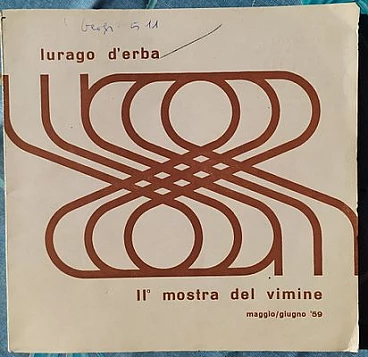 lurago d'erba
II° mostra del vimine
maggio/giugno '59